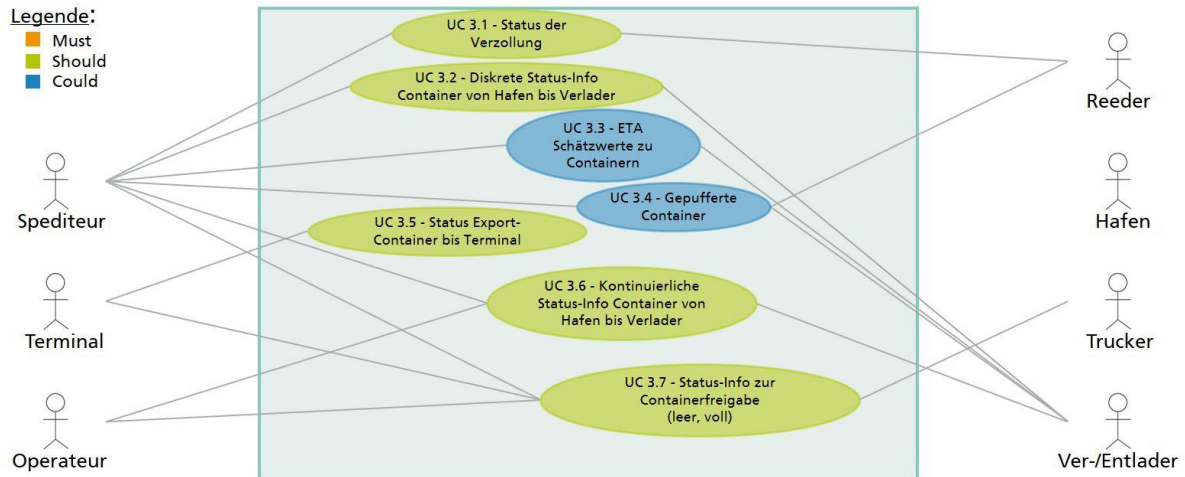 Legende:
Must
Should
Could
UC 3.1 - Status der
Verzollung
UC 3.2 - Diskrete Status-Info
Container von Hafen bis Verlader
UC 3.3 - ETA
Schätzwerte zu
Containern
UC 3.4 - Gepufferte
Container
UC 3.5 - Status Export-
Container bis Terminal
UC 3.6 - Kontinuierliche
Status-Info Container von
Hafen bis Verlader
UC 3.7 - Status-Info zur
Containerfreigabe
(leer, voll)
Spediteur
Terminal
Operateur
Reeder
Hafen
Trucker
Ver-/Entlader